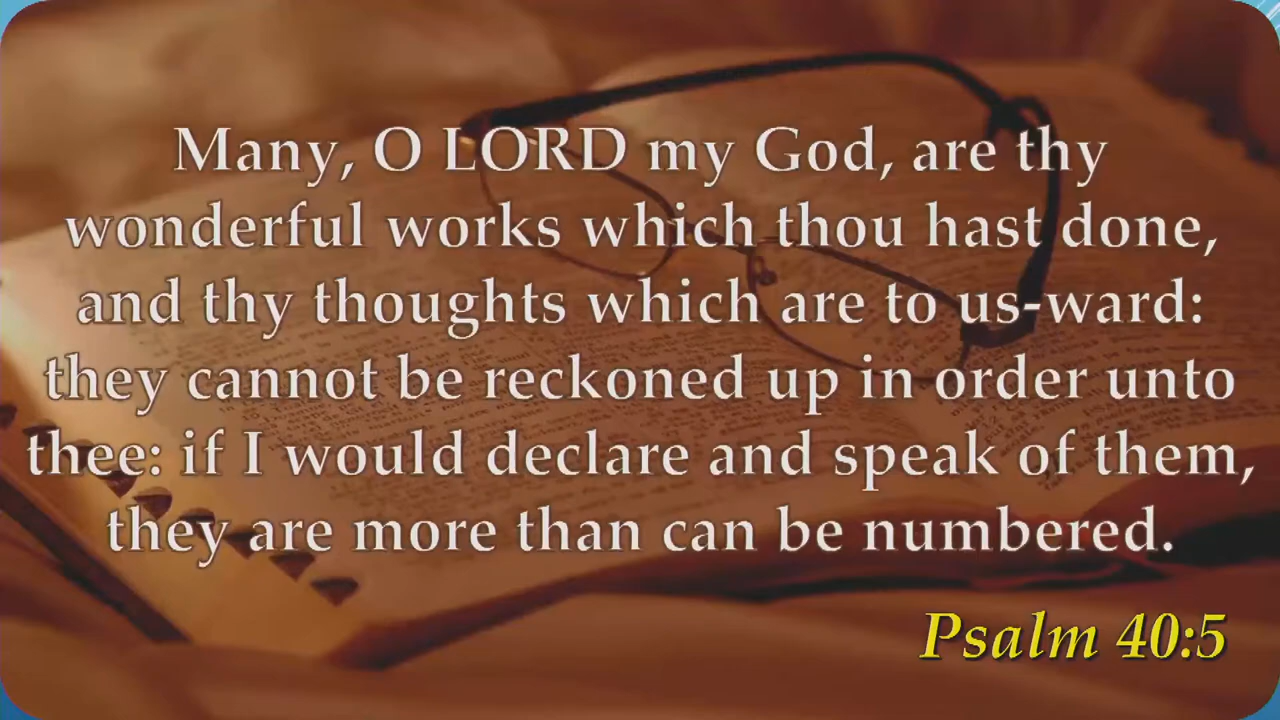 Many, O LORD my God, are thy
wonderful works which thou hast done,
and thy thoughts which are to us-ward:
they cannot be reckoned up in order unto
thee: if I would declare and speak of them,
they are more than can be numbered.
Psalm 40:5